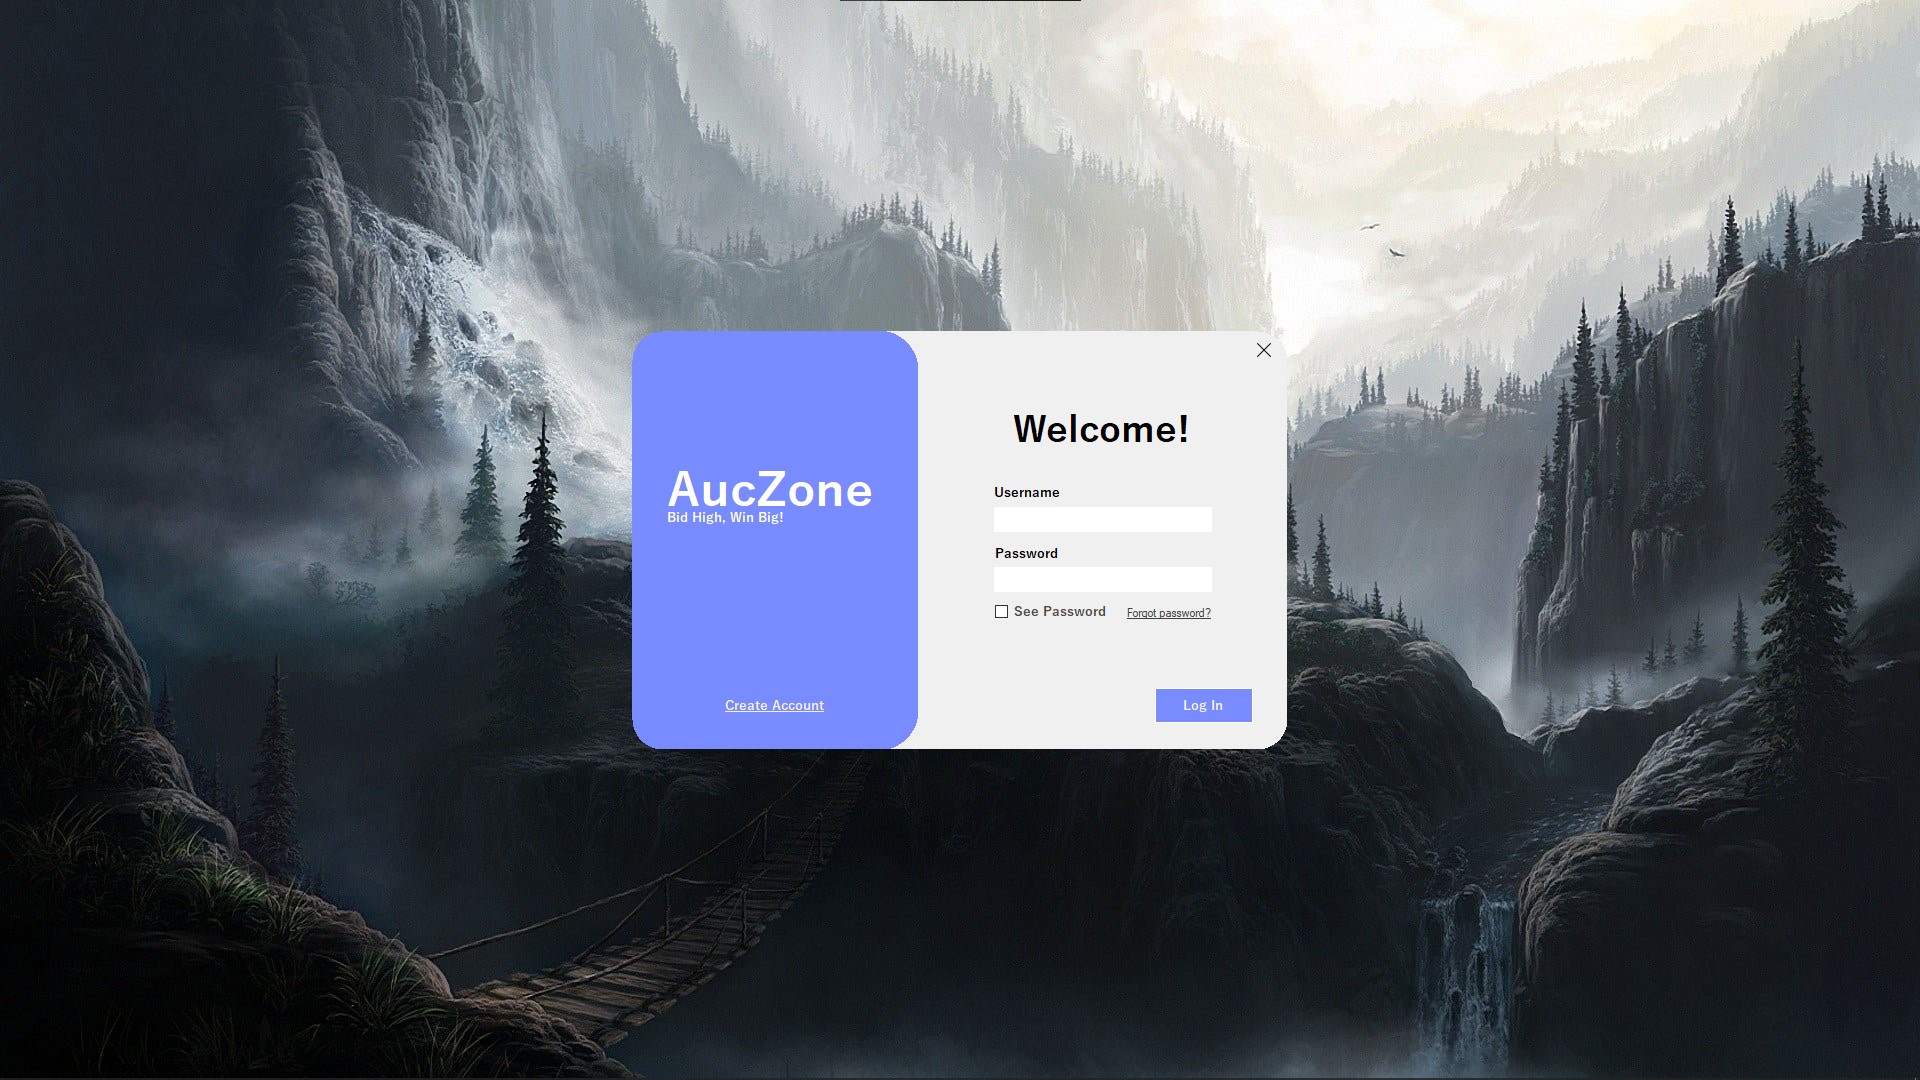 AucZone
Bid High, Win Big!
Create Account
Welcome!
Username
Password
See Password
Forgot password?
Log In